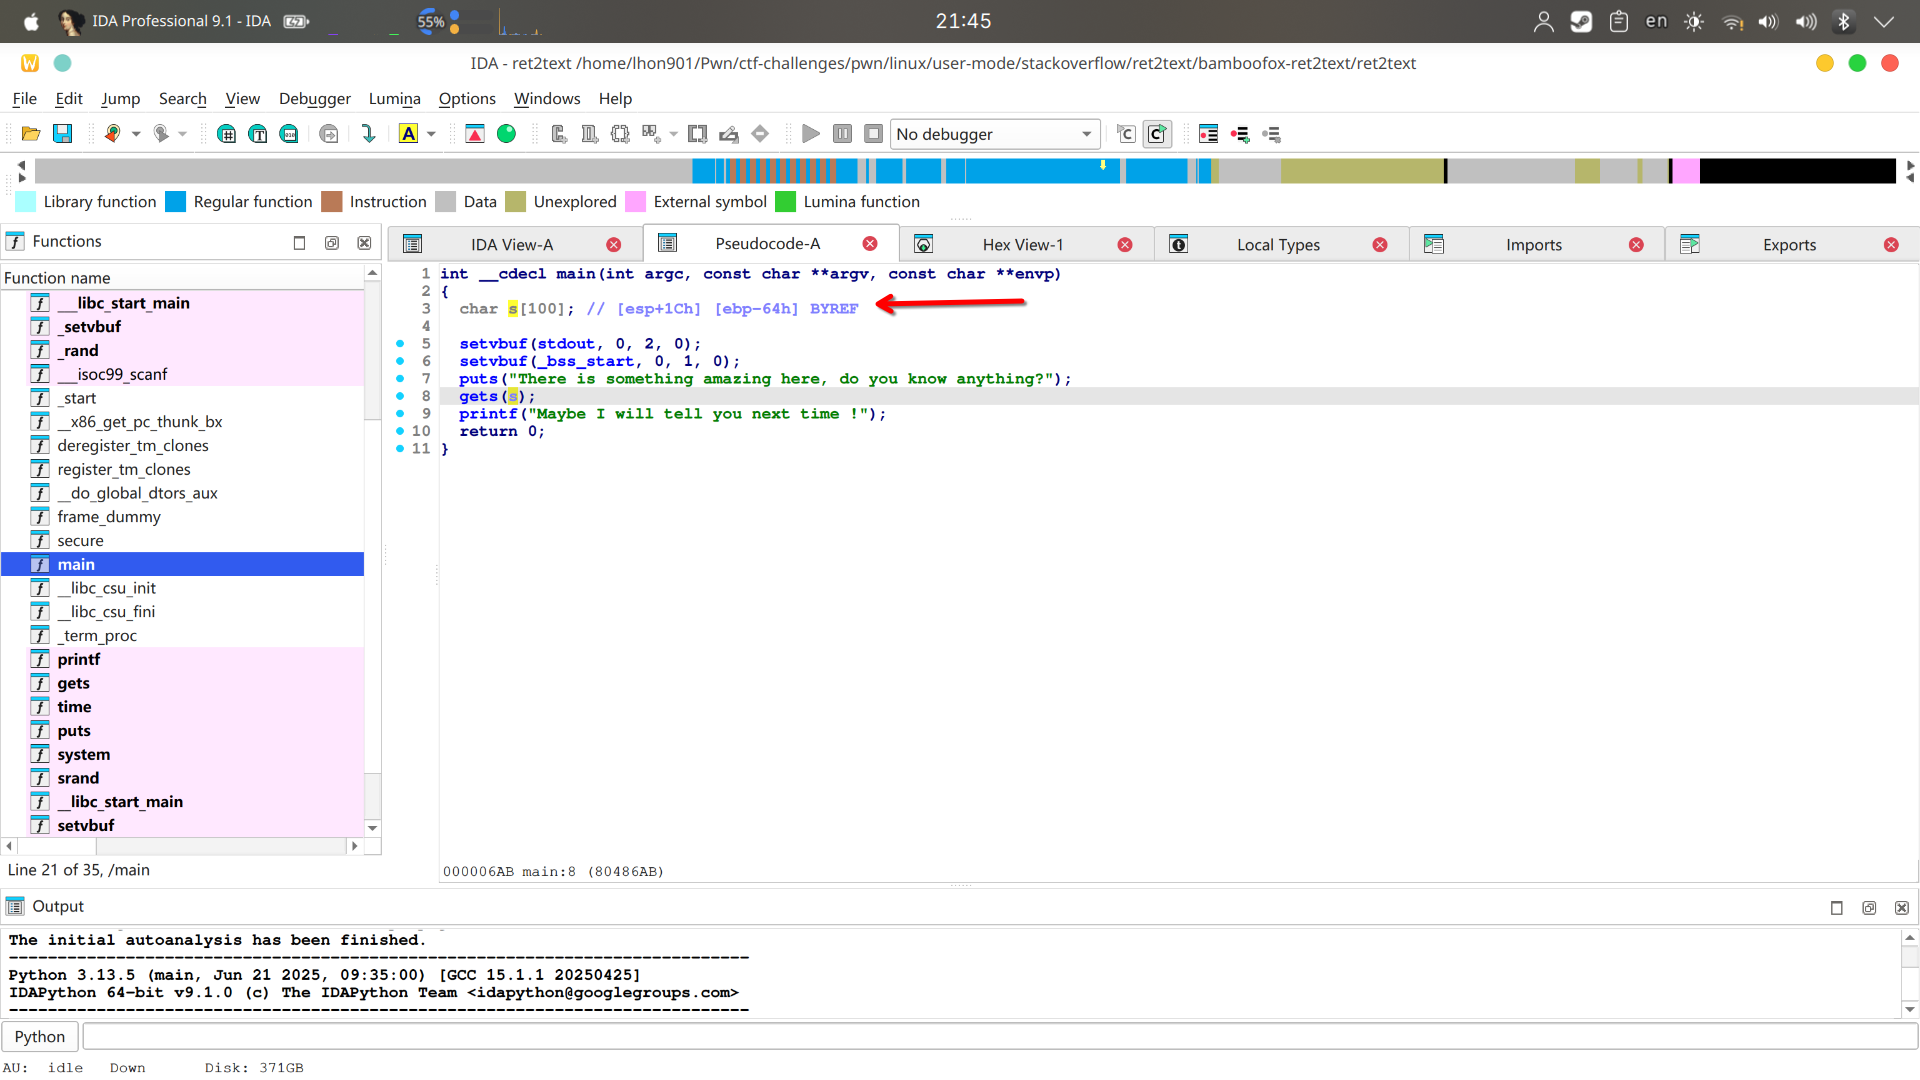 IDA Professional 9.1 - IDA
55%
21:45
en
IDA - ret2text /home/lhon901/Pwn/ctf-challenges/pwn/linux/user-mode/stackoverflow/ret2text/bamboofox-ret2text/ret2text
File Edit Jump Search View Debugger Lumina Options Windows Help
No debugger
Library function Regular function Instruction Data Unexplored External symbol Lumina function
Functions
IDA View-A
Pseudocode-A
Hex View-1
Local Types
Imports
Exports
Function name
___libc_start_main
_setvbuf
_rand
___isoc99_scanf
_start
__x86_get_pc_thunk_bx
deregister_tm_clones
register_tm_clones
__do_global_dtors_aux
frame_dummy
secure
main
__libc_csu_init
__libc_csu_fini
_term_proc
printf
gets
time
puts
system
srand
__libc_start_main
setvbuf
Line 21 of 35, /main
1 int __cdecl main(int argc, const char **argv, const char **envp)
2 {
3 char s[100]; // [esp+1Ch] [ebp-64h] BYREF
4
5 setvbuf(stdout, 0, 2, 0);
6 setvbuf(_bss_start, 0, 1, 0);
7 puts("There is something amazing here, do you know anything?");
8 gets(s);
9 printf("Maybe I will tell you next time !");
10 return 0;
11 }
000006AB main:8 (80486AB)
Output
The initial autoanalysis has been finished.
Python 3.13.5 (main, Jun 21 2025, 09:35:00) [GCC 15.1.1 20250425]
IDAPython 64-bit v9.1.0 (c) The IDAPython Team <idapython@googlegroups.com>
Python
AU: idle Down Disk: 371GB